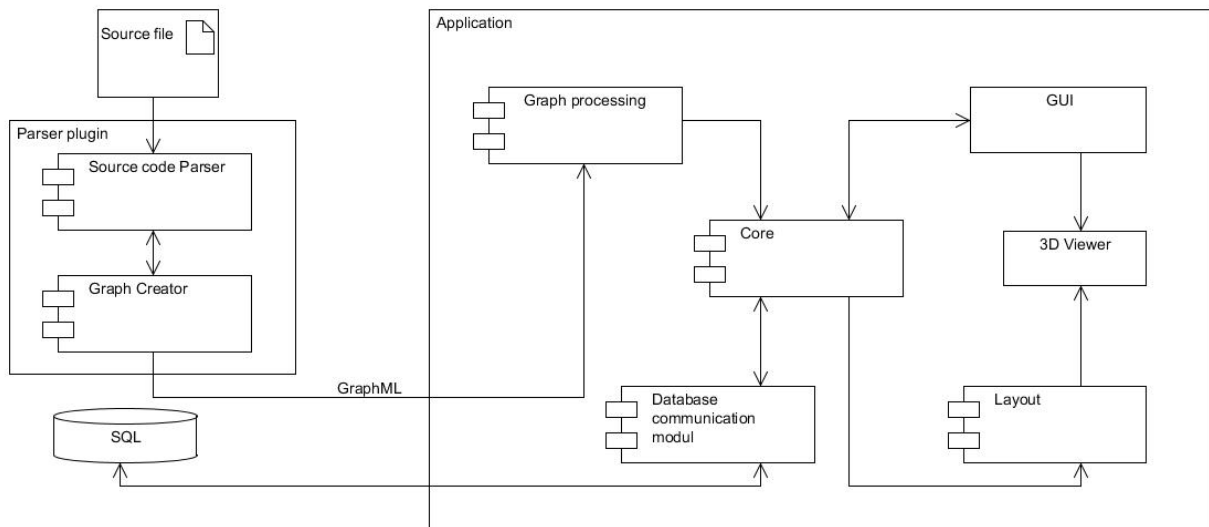 Source file
Application
Parser plugin
Source code Parser
Graph Creator
GraphML
SQL
Graph processing
GUI
Core
3D Viewer
Database
communication
modul
Layout